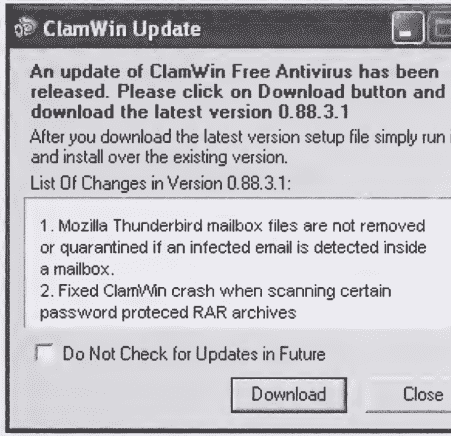 ClamWin Update
An update of ClamWin Free Antivirus has been
released. Please click on Download button and
download the latest version 0.88.3.1
After you download the latest version setup file simply run
and install over the existing version.
List Of Changes in Version 0.88.3.1:
1. Mozilla Thunderbird mailbox files are not removed
or quarantined if an infected email is detected inside
a mailbox.
2. Fixed ClamWin crash when scanning certain
password proteced RAR archives
Do Not Check for Updates in Future
Download
Close